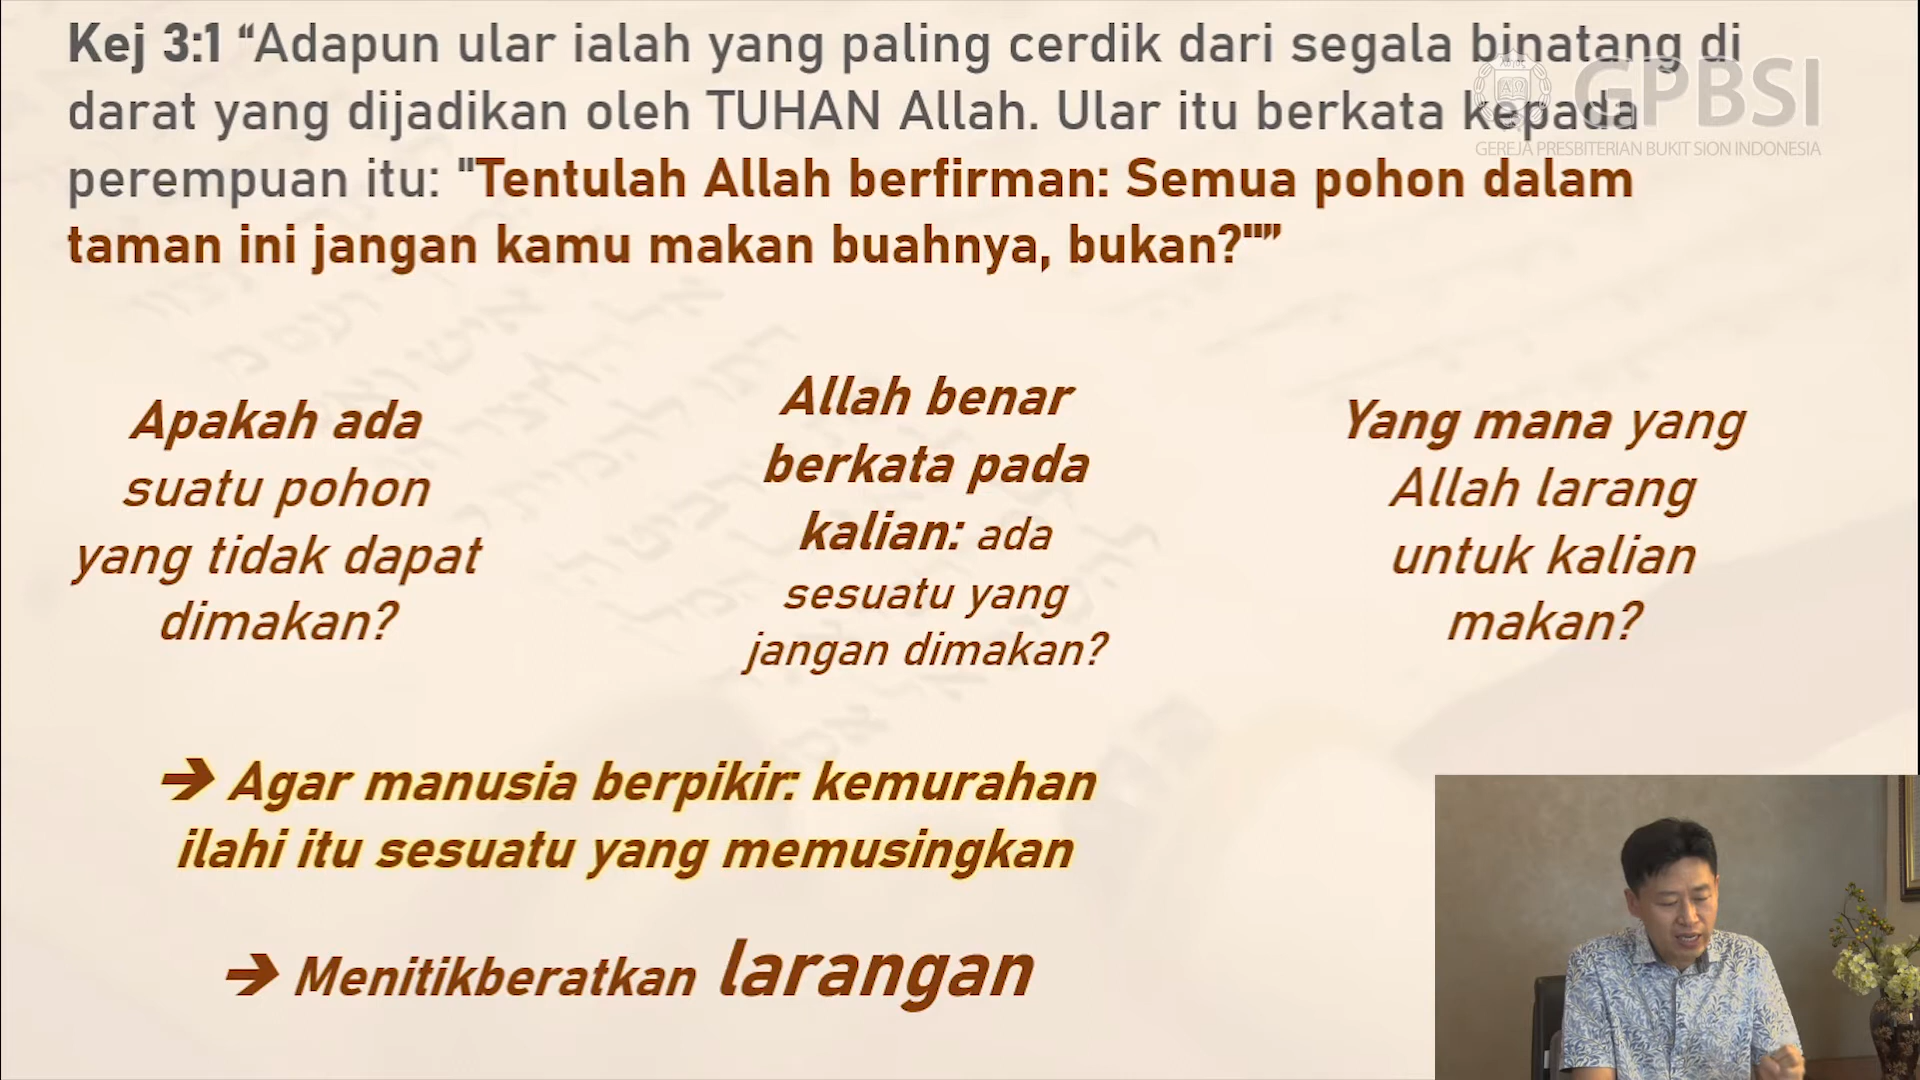 Kej 3:1 “Adapun ular ialah yang paling cerdik dari segala binatang di
darat yang dijadikan oleh TUHAN Allah. Ular itu berkata kepada
perempuan itu: "Tentulah Allah berfirman: Semua pohon dalam
taman ini jangan kamu makan buahnya, bukan?"”
GPBSI
GEREJA PRESBITERIAN BUKIT SION INDONESIA
Apakah ada
suatu pohon
yang tidak dapat
dimakan?
Allah benar
berkata pada
kalian: ada
sesuatu yang
jangan dimakan?
Yang mana yang
Allah larang
untuk kalian
makan?
➔ Agar manusia berpikir: kemurahan
ilahi itu sesuatu yang memusingkan
➔ Menitikberatkan larangan